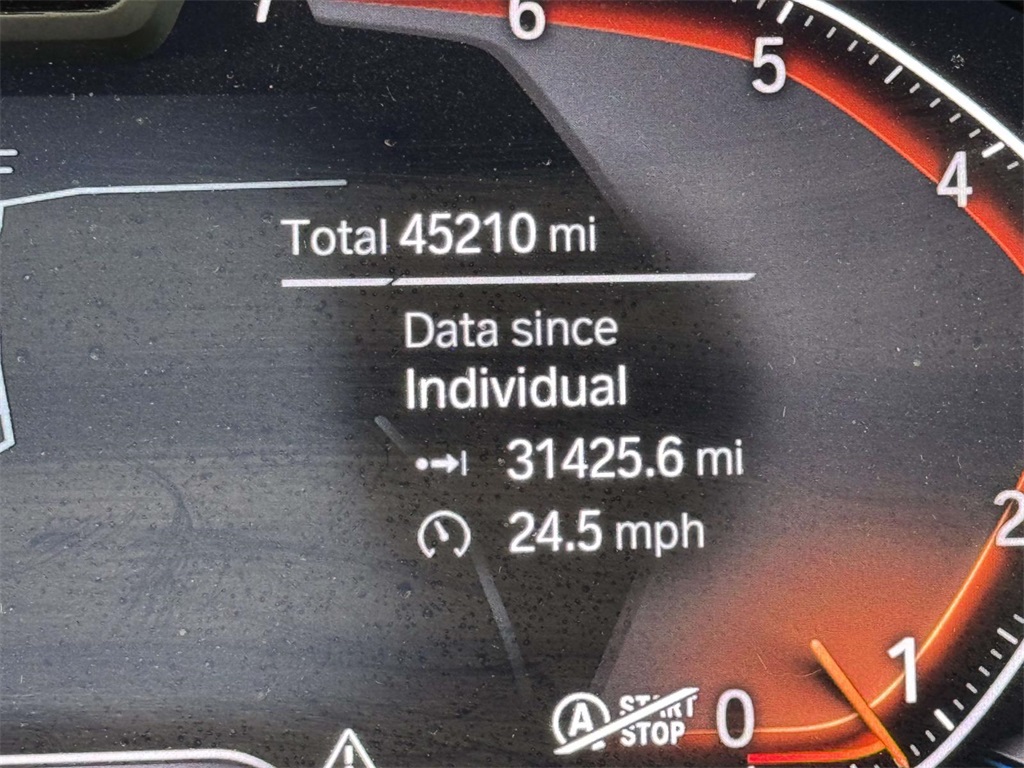 7
6
5
4
Total 45210 mi
Data since
Individual
31425.6 mi
24.5 mph
2
1
A START STOP 0